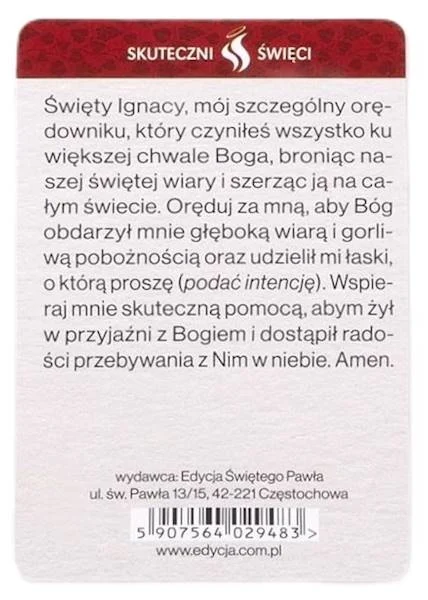 SKUTECZNI ŚWIĘCI
Święty Ignacy, mój szczególny orę-
downiku, który czyniłeś wszystko ku
większej chwale Boga, broniąc na-
szej świętej wiary i szerząc ją na ca-
łym świecie. Oręduj za mną, aby Bóg
obdarzył mnie głęboką wiarą i gorli-
wą pobożnością oraz udzielił mi łaski,
o którą proszę (podać intencję). Wspie-
raj mnie skuteczną pomocą, abym żył
w przyjaźni z Bogiem i dostąpił rado-
ści przebywania z Nim w niebie. Amen.
wydawca: Edycja Świętego Pawła
ul. św. Pawła 13/15, 42-221 Częstochowa
5 907564 029483 >
www.edycja.com.pl